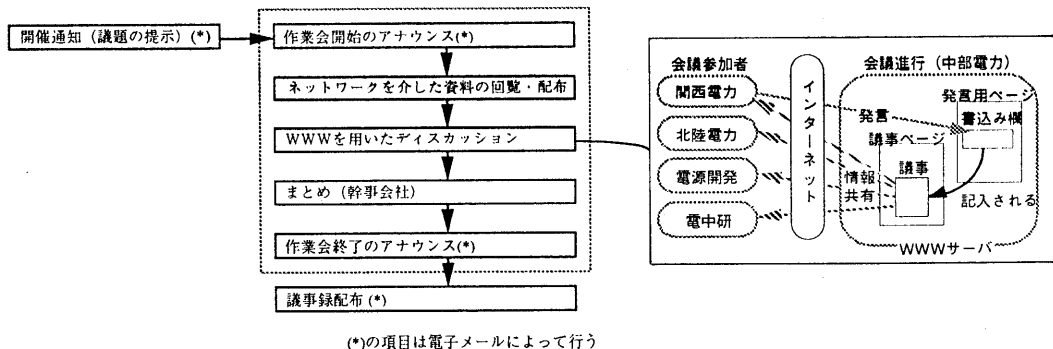 開催通知（議題の提示）(*)
作業会開始のアナウンス(*)
ネットワークを介した資料の回覧・配布
WWWを用いたディスカッション
まとめ（幹事会社）
作業会終了のアナウンス(*)
議事録配布(*)
(*)の項目は電子メールによって行う
会議参加者
関西電力
北陸電力
電源開発
電中研
インターネット
会議進行（中部電力）
発言用ページ
書込み欄
発言
議事ページ
議事
情報
共有
記入される
WWWサーバ